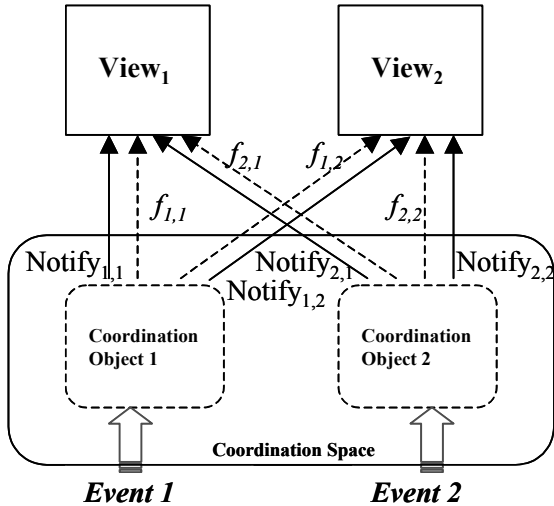 View1 View2
f2,1 f1,2
f1,1 f2,2
Notify1,1 Notify2,1 Notify2,2
Notify1,2
Coordination Coordination
Object 1 Object 2
Coordination Space
Event 1 Event 2